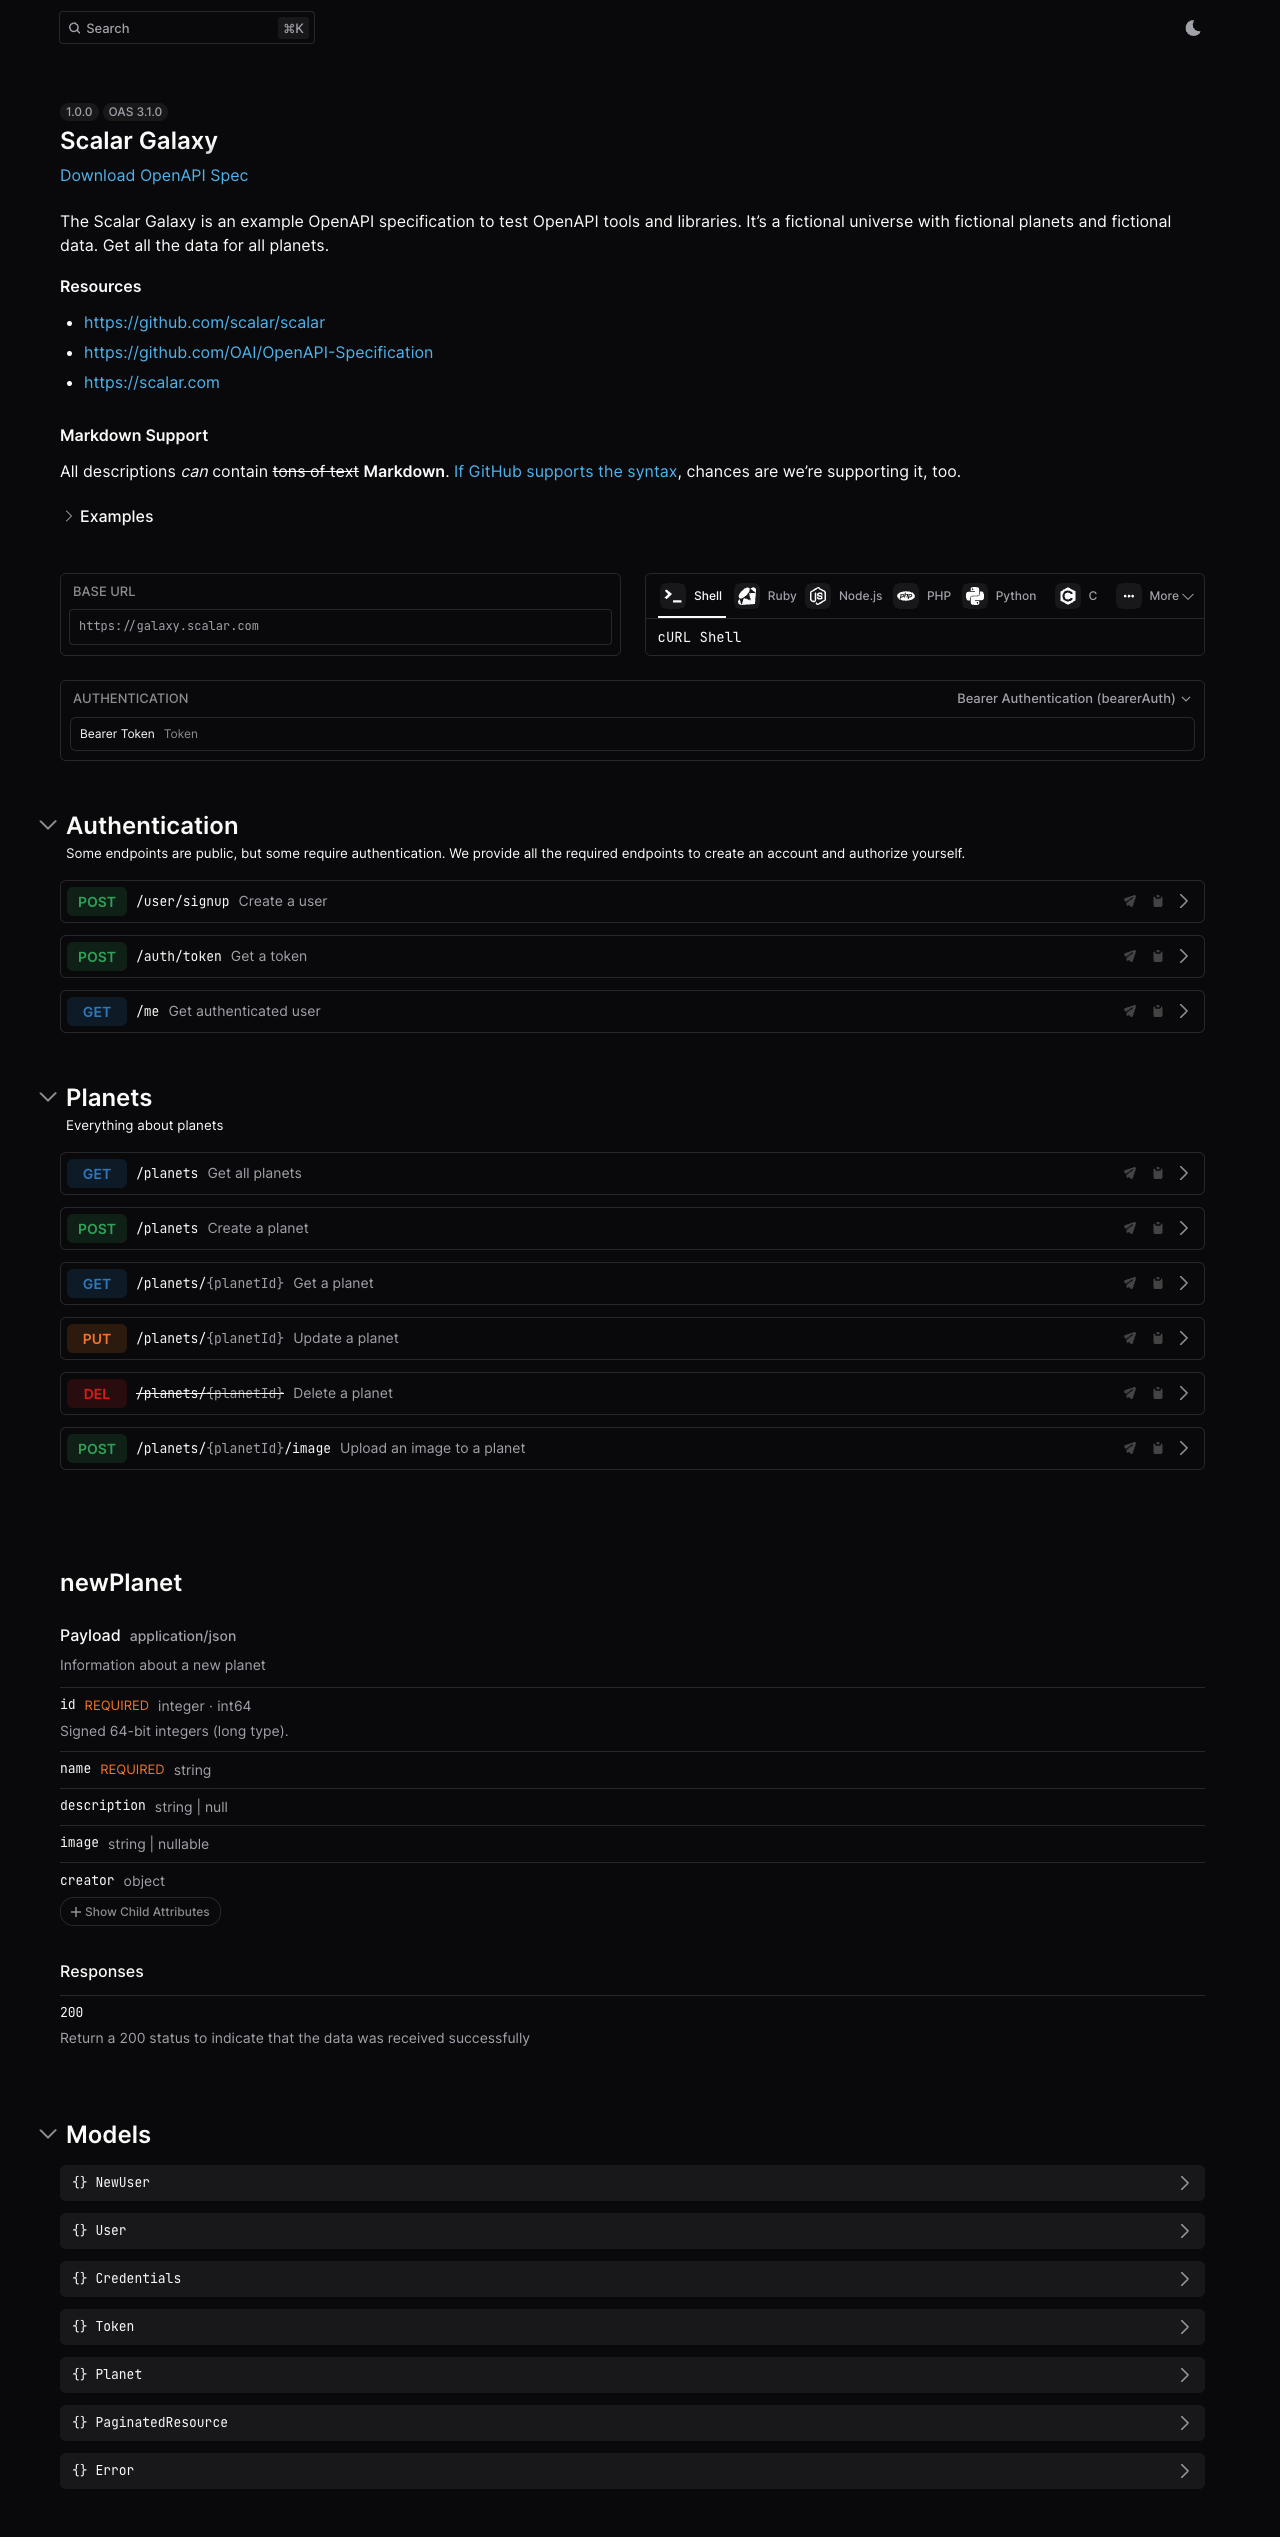 Search ⌘K
1.0.0 OAS 3.1.0
Scalar Galaxy
Download OpenAPI Spec
The Scalar Galaxy is an example OpenAPI specification to test OpenAPI tools and libraries. It’s a fictional universe with fictional planets and fictional
data. Get all the data for all planets.
Resources
• https://github.com/scalar/scalar
• https://github.com/OAI/OpenAPI-Specification
• https://scalar.com
Markdown Support
All descriptions can contain tons of text Markdown. If GitHub supports the syntax, chances are we’re supporting it, too.
Examples
BASE URL
https://galaxy.scalar.com
Shell Ruby Node.js PHP Python C More
cURL Shell
AUTHENTICATION Bearer Authentication (bearerAuth)
Bearer Token Token
Authentication
Some endpoints are public, but some require authentication. We provide all the required endpoints to create an account and authorize yourself.
POST /user/signup Create a user
POST /auth/token Get a token
GET /me Get authenticated user
Planets
Everything about planets
GET /planets Get all planets
POST /planets Create a planet
GET /planets/{planetId} Get a planet
PUT /planets/{planetId} Update a planet
DEL /planets/{planetId} Delete a planet
POST /planets/{planetId}/image Upload an image to a planet
newPlanet
Payload application/json
Information about a new planet
id REQUIRED integer · int64
Signed 64-bit integers (long type).
name REQUIRED string
description string | null
image string | nullable
creator object
+ Show Child Attributes
Responses
200
Return a 200 status to indicate that the data was received successfully
Models
{} NewUser
{} User
{} Credentials
{} Token
{} Planet
{} PaginatedResource
{} Error